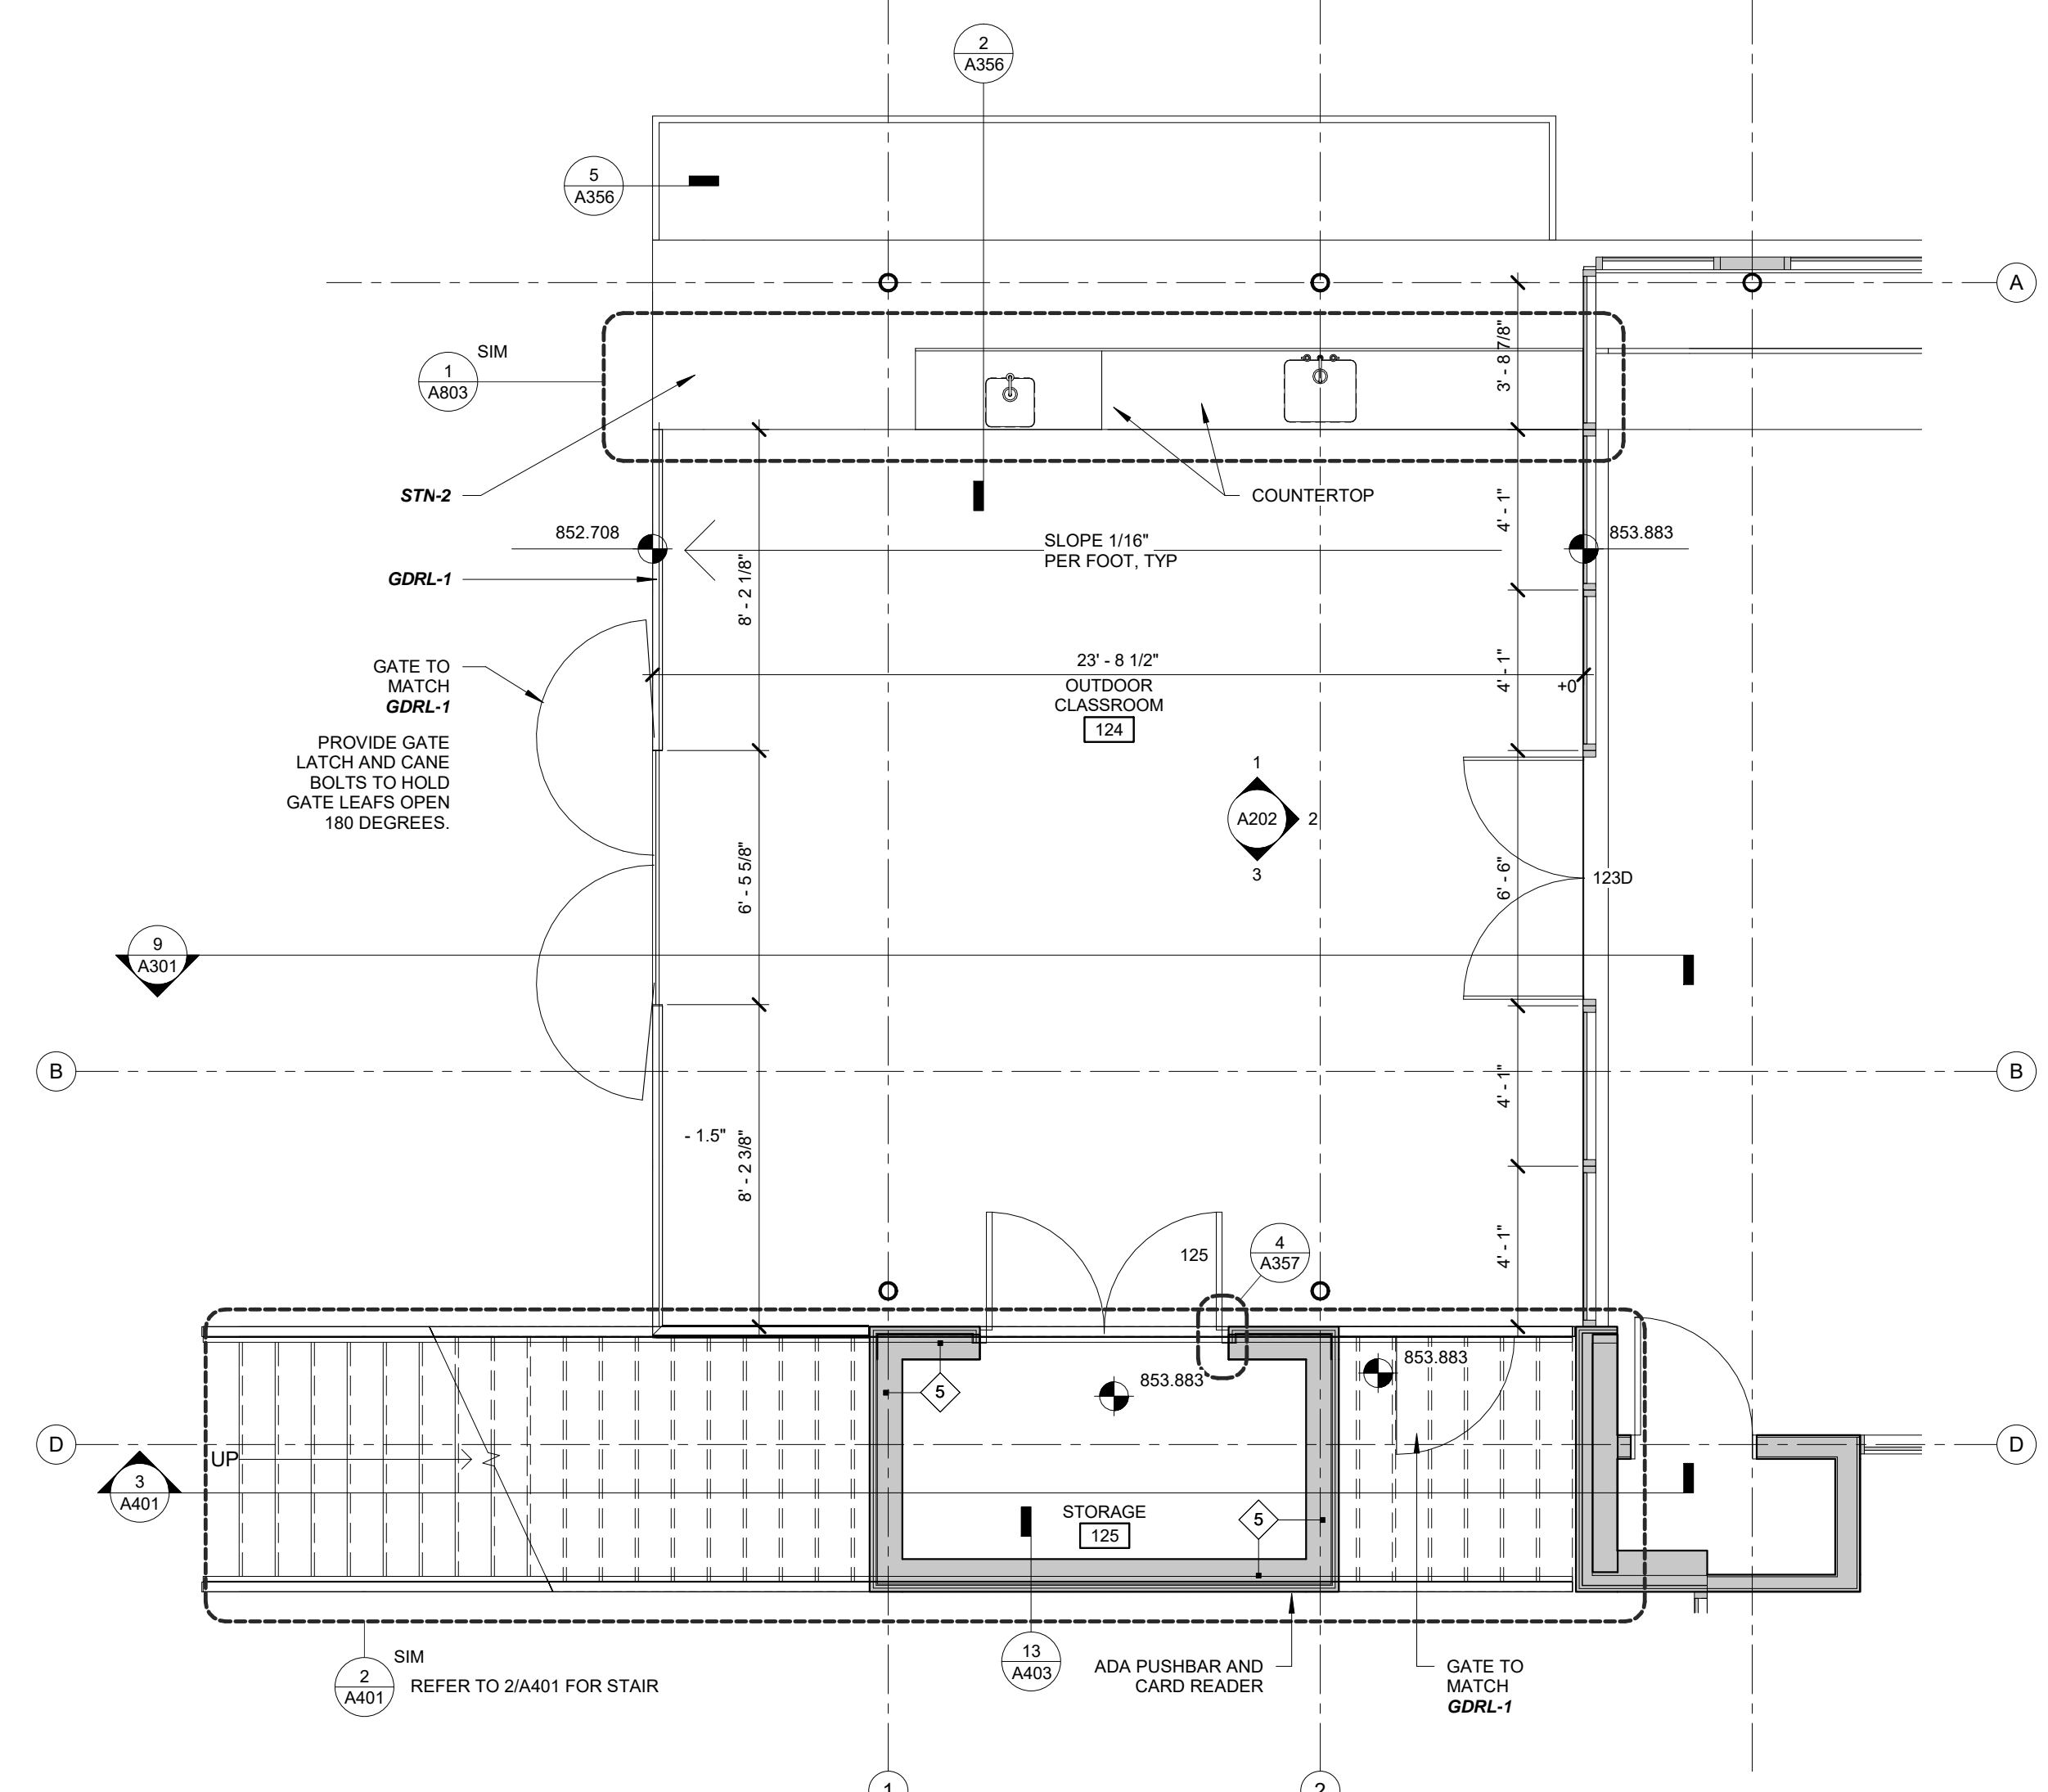 2
A356
5
A356
A
SIM
1
A803
3' - 8 7/8"
STN-2
COUNTERTOP
4' - 1"
852.708
853.883
SLOPE 1/16"
PER FOOT, TYP
GDRL-1
8' - 2 1/8"
GATE TO
MATCH
GDRL-1
23' - 8 1/2"
4' - 1"
+0
OUTDOOR
CLASSROOM
124
PROVIDE GATE
LATCH AND CANE
BOLTS TO HOLD
GATE LEAFS OPEN
180 DEGREES.
1
A202
2
3
6' - 5 5/8"
6' - 6"
123D
9
A301
B
B
4' - 1"
- 1.5"
8' - 2 3/8"
125
4
A357
4' - 1"
853.883
853.883
5
D
D
UP
3
A401
STORAGE
125
5
SIM
2
A401
REFER TO 2/A401 FOR STAIR
13
A403
ADA PUSHBAR AND
CARD READER
GATE TO
MATCH
GDRL-1
1
2